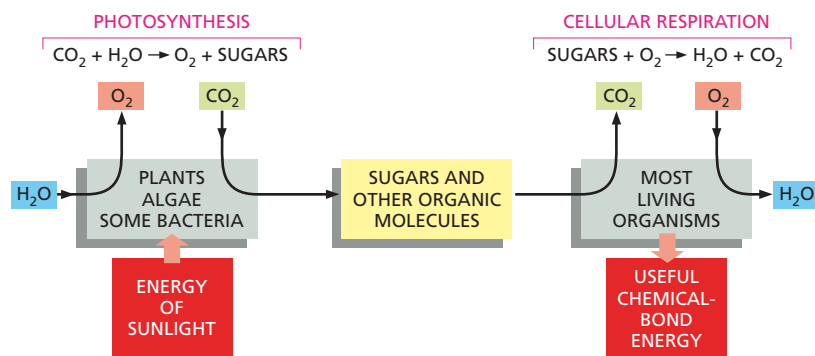 PHOTOSYNTHESIS
CO₂ + H₂O → O₂ + SUGARS
O₂
CO₂
H₂O
PLANTS
ALGAE
SOME BACTERIA
ENERGY
OF
SUNLIGHT
SUGARS AND
OTHER ORGANIC
MOLECULES
CELLULAR RESPIRATION
SUGARS + O₂ → H₂O + CO₂
CO₂
O₂
MOST
LIVING
ORGANISMS
H₂O
USEFUL
CHEMICAL-
BOND
ENERGY